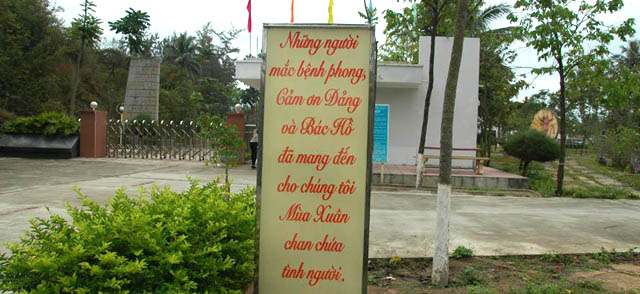 Những người
mắc bệnh phong,
Cảm ơn Đảng
và Bác Hồ
đã mang đến
cho chúng tôi
Mùa Xuân
chan chứa
tình người.